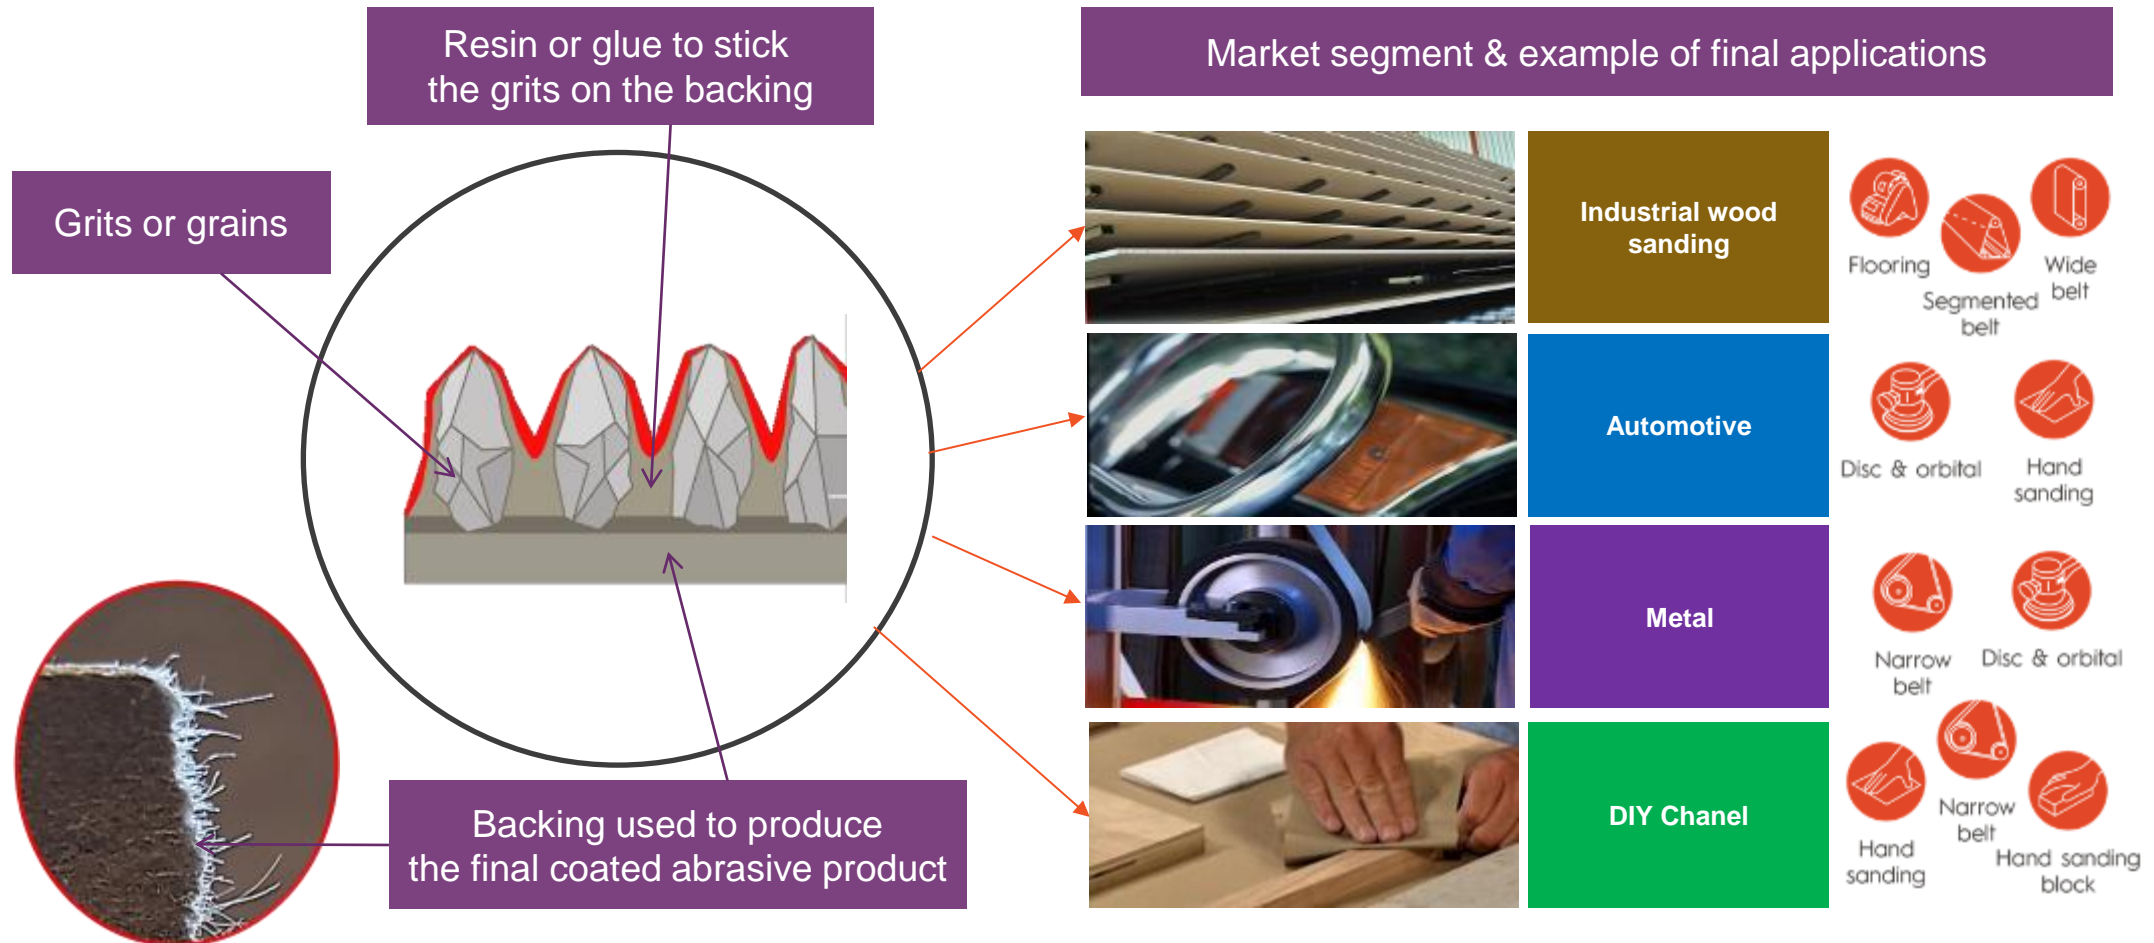 Resin or glue to stick
the grits on the backing
Market segment & example of final applications
Grits or grains
Industrial wood
sanding
Flooring
Segmented
belt
Wide
belt
Automotive
Disc & orbital
Hand
sanding
Metal
Narrow
belt
Disc & orbital
Backing used to produce
the final coated abrasive product
DIY Chanel
Hand
sanding
Narrow
belt
Hand sanding
block